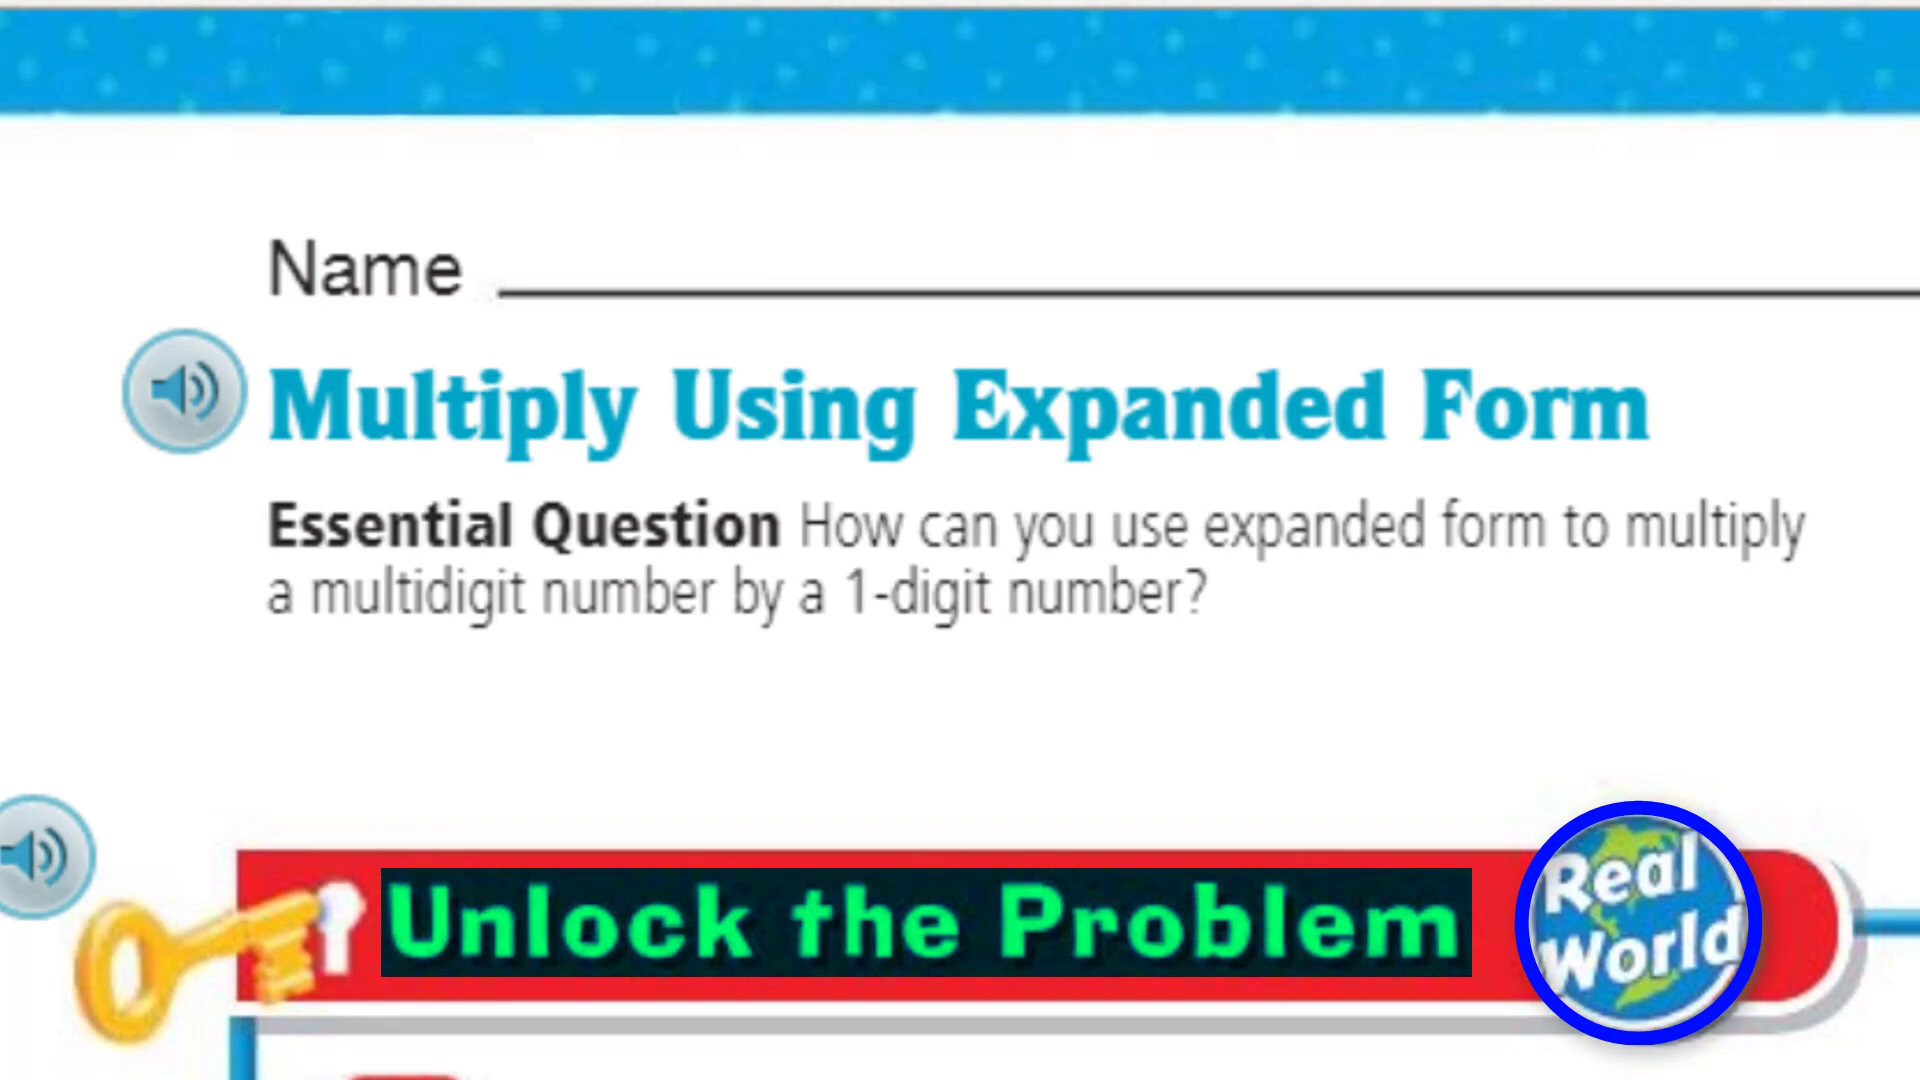 Name
Multiply Using Expanded Form
Essential Question How can you use expanded form to multiply
a multidigit number by a 1-digit number?
Unlock the Problem
Real
World